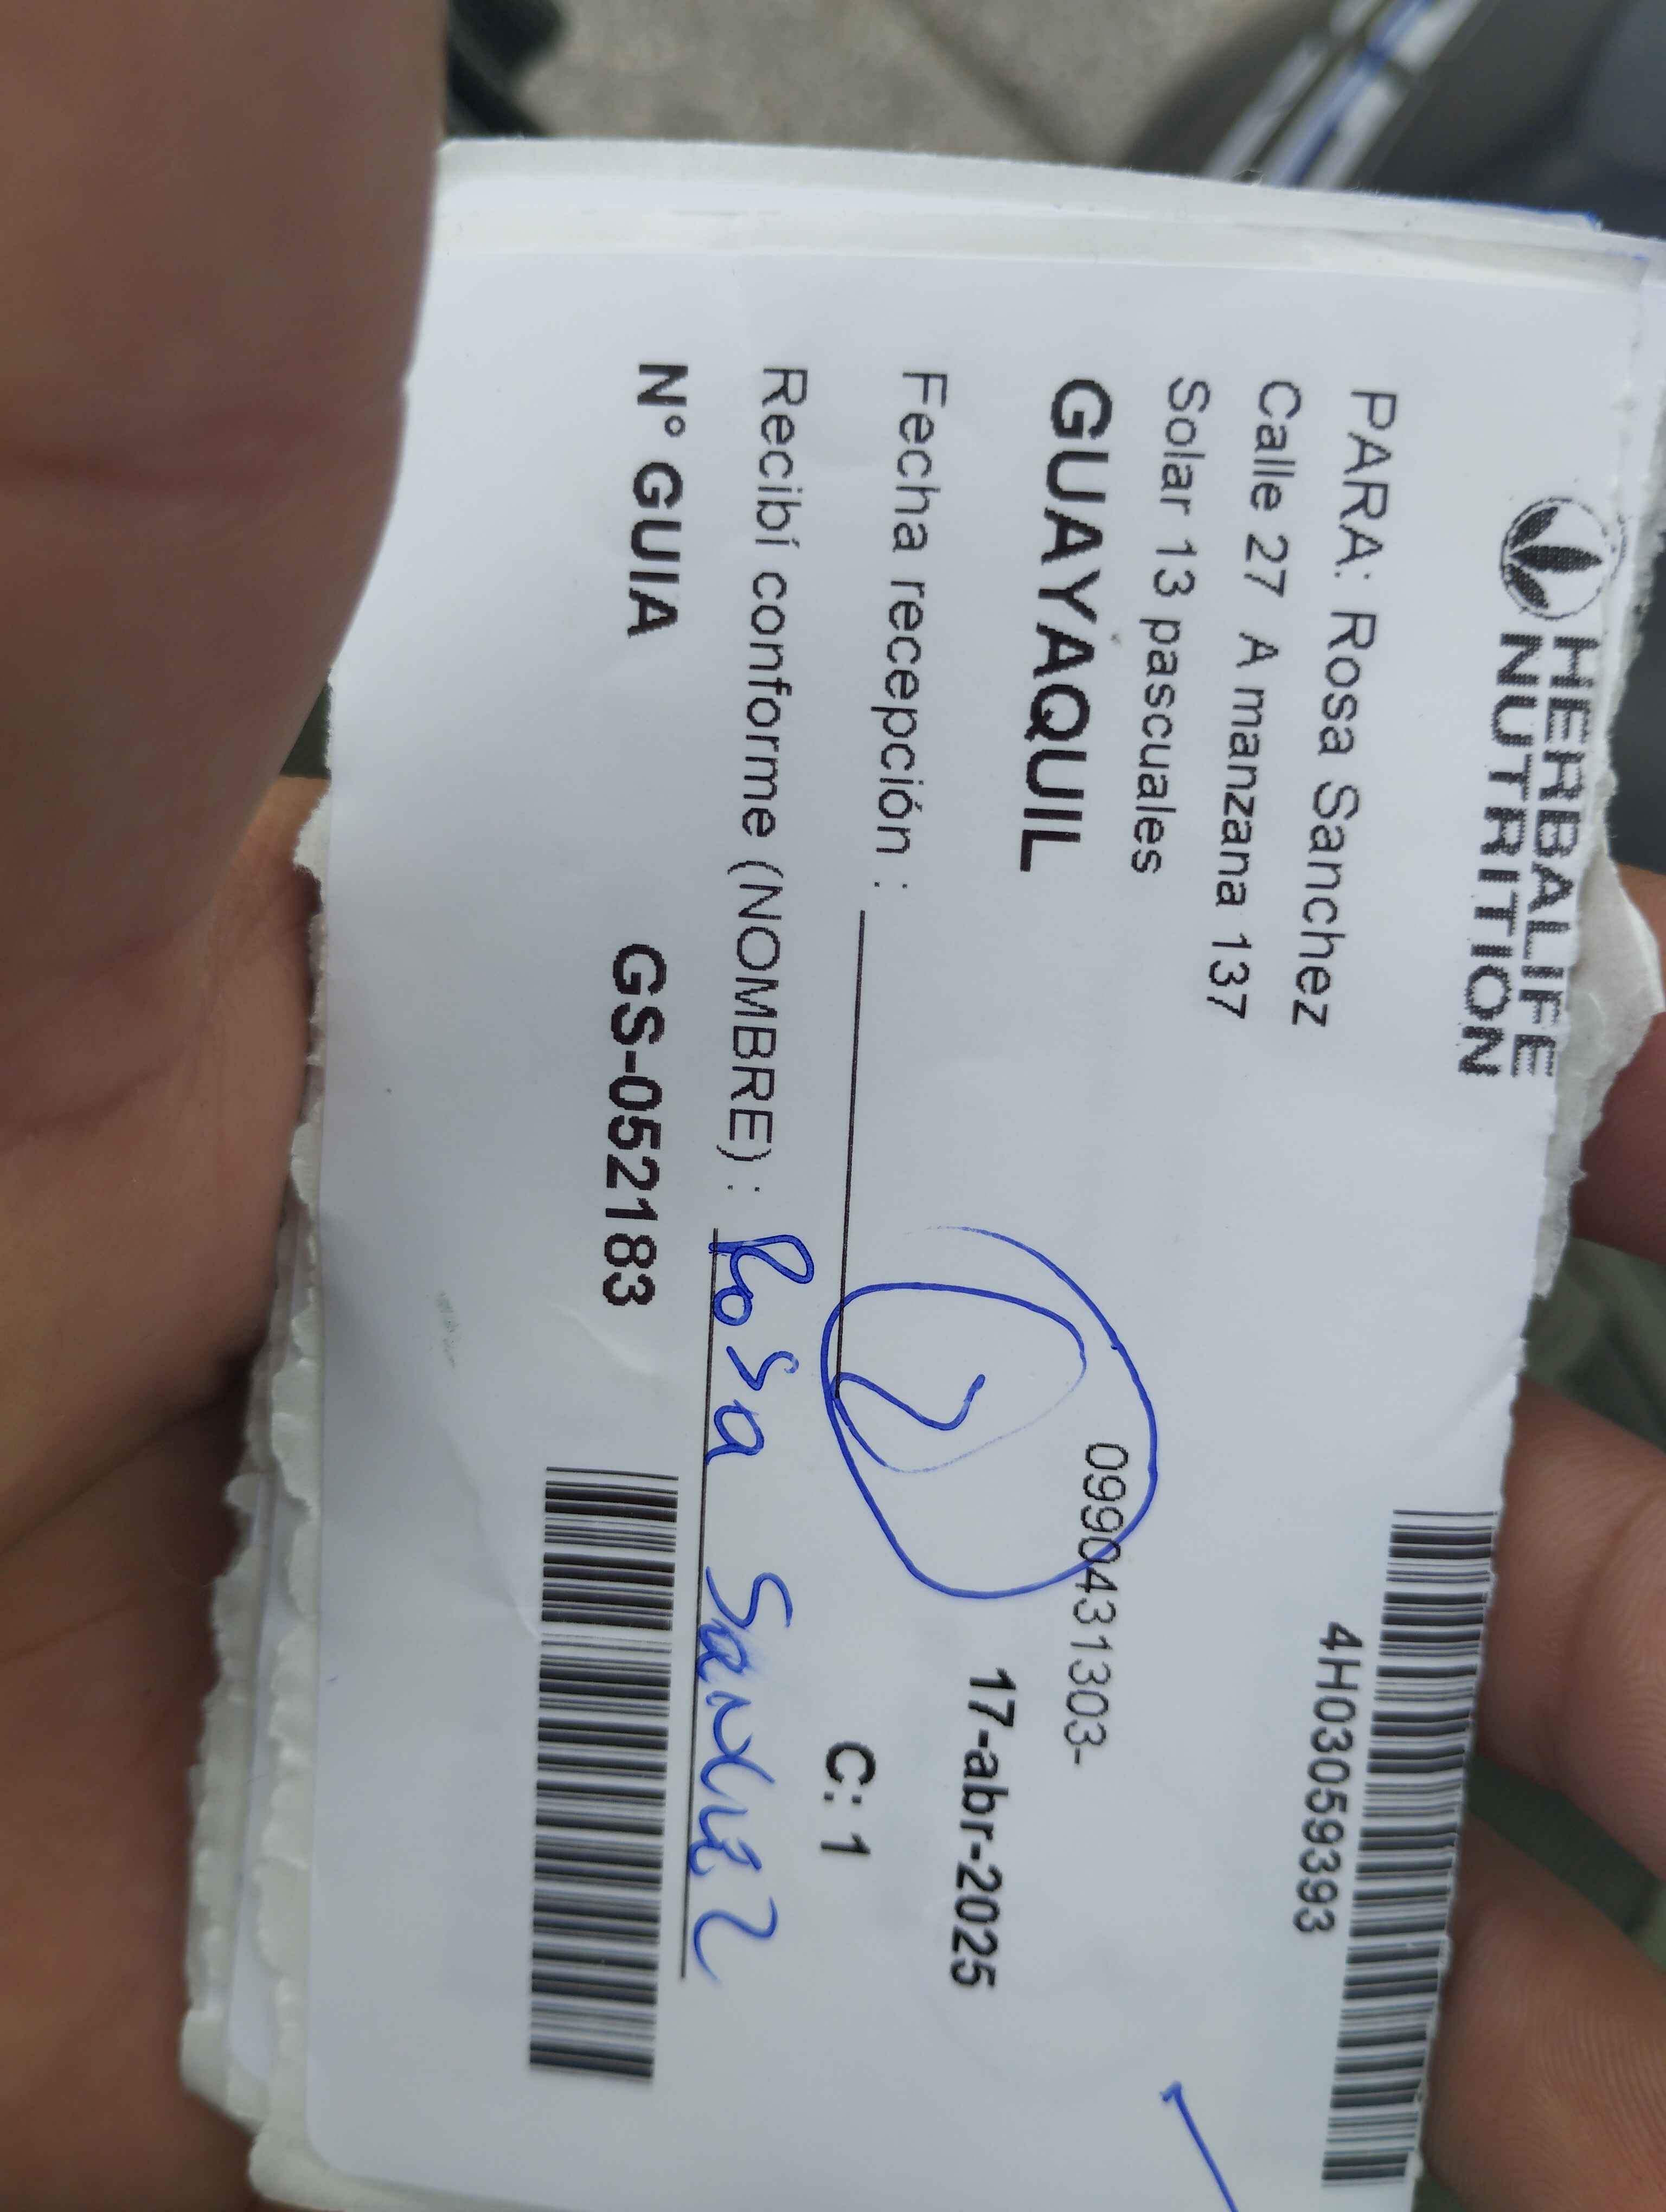 HERBALIFE
NUTRITION
4H03059393
PARA: Rosa Sanchez
Calle 27 A manzana 137
Solar 13 pascuales
0990431303-
GUAYAQUIL
17-abr-2025
Fecha recepción :
C: 1
Recibí conforme (NOMBRE) : Rosa Sanchez
N° GUIA GS-052183